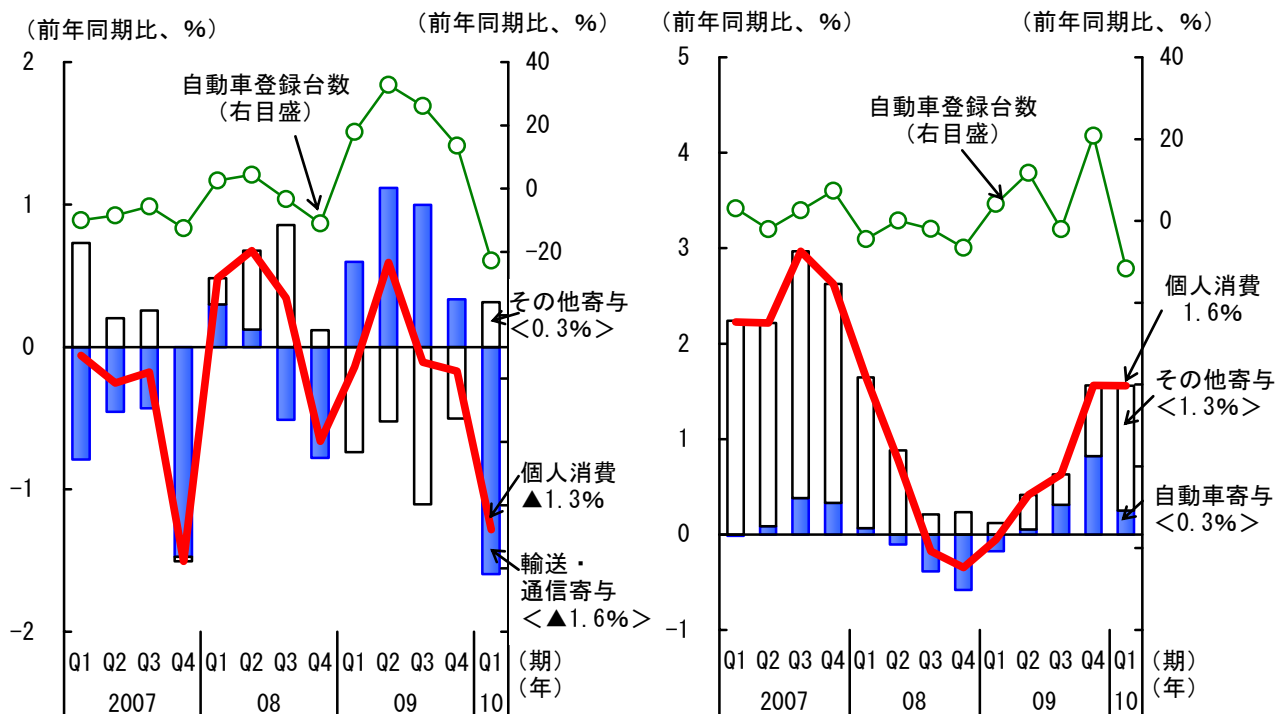 （前年同期比、％）
（前年同期比、％）
2
1
0
-1
-2
40
20
0
-20
自動車登録台数
（右目盛）
その他寄与
＜0.3%＞
個人消費
▲1.3%
輸送・
通信寄与
＜▲1.6%＞
Q1 Q2 Q3 Q4 Q1 Q2 Q3 Q4 Q1 Q2 Q3 Q4 Q1 （期）
2007 08 09 10 （年）
（前年同期比、％）
（前年同期比、％）
5
4
3
2
1
0
-1
40
20
0
自動車登録台数
（右目盛）
個人消費
1.6%
その他寄与
＜1.3%＞
自動車寄与
＜0.3%＞
Q1 Q2 Q3 Q4 Q1 Q2 Q3 Q4 Q1 Q2 Q3 Q4 Q1 （期）
2007 08 09 10 （年）